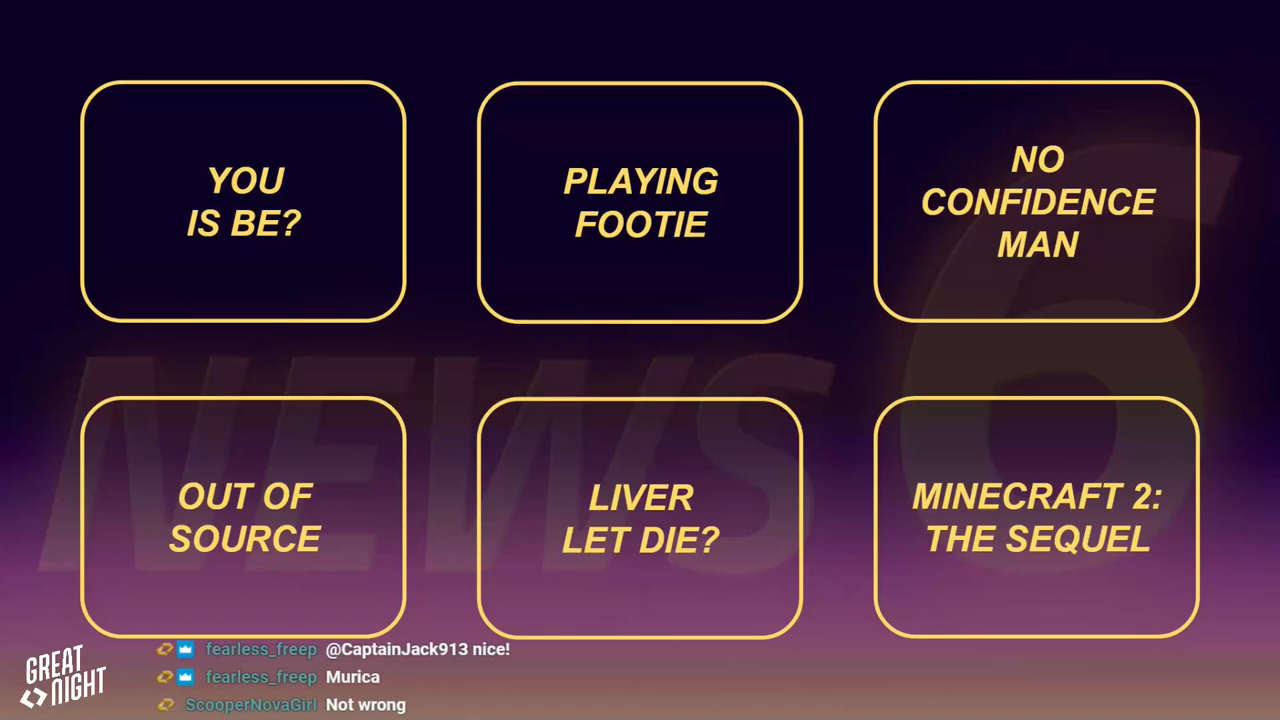 YOU
IS BE?
PLAYING
FOOTIE
NO
CONFIDENCE
MAN
OUT OF
SOURCE
LIVER
LET DIE?
MINECRAFT 2:
THE SEQUEL
NEWS 6
fearless_freep @CaptainJack913 nice!
fearless_freep Murica
ScooperNovaGirl Not wrong
GREAT
NIGHT